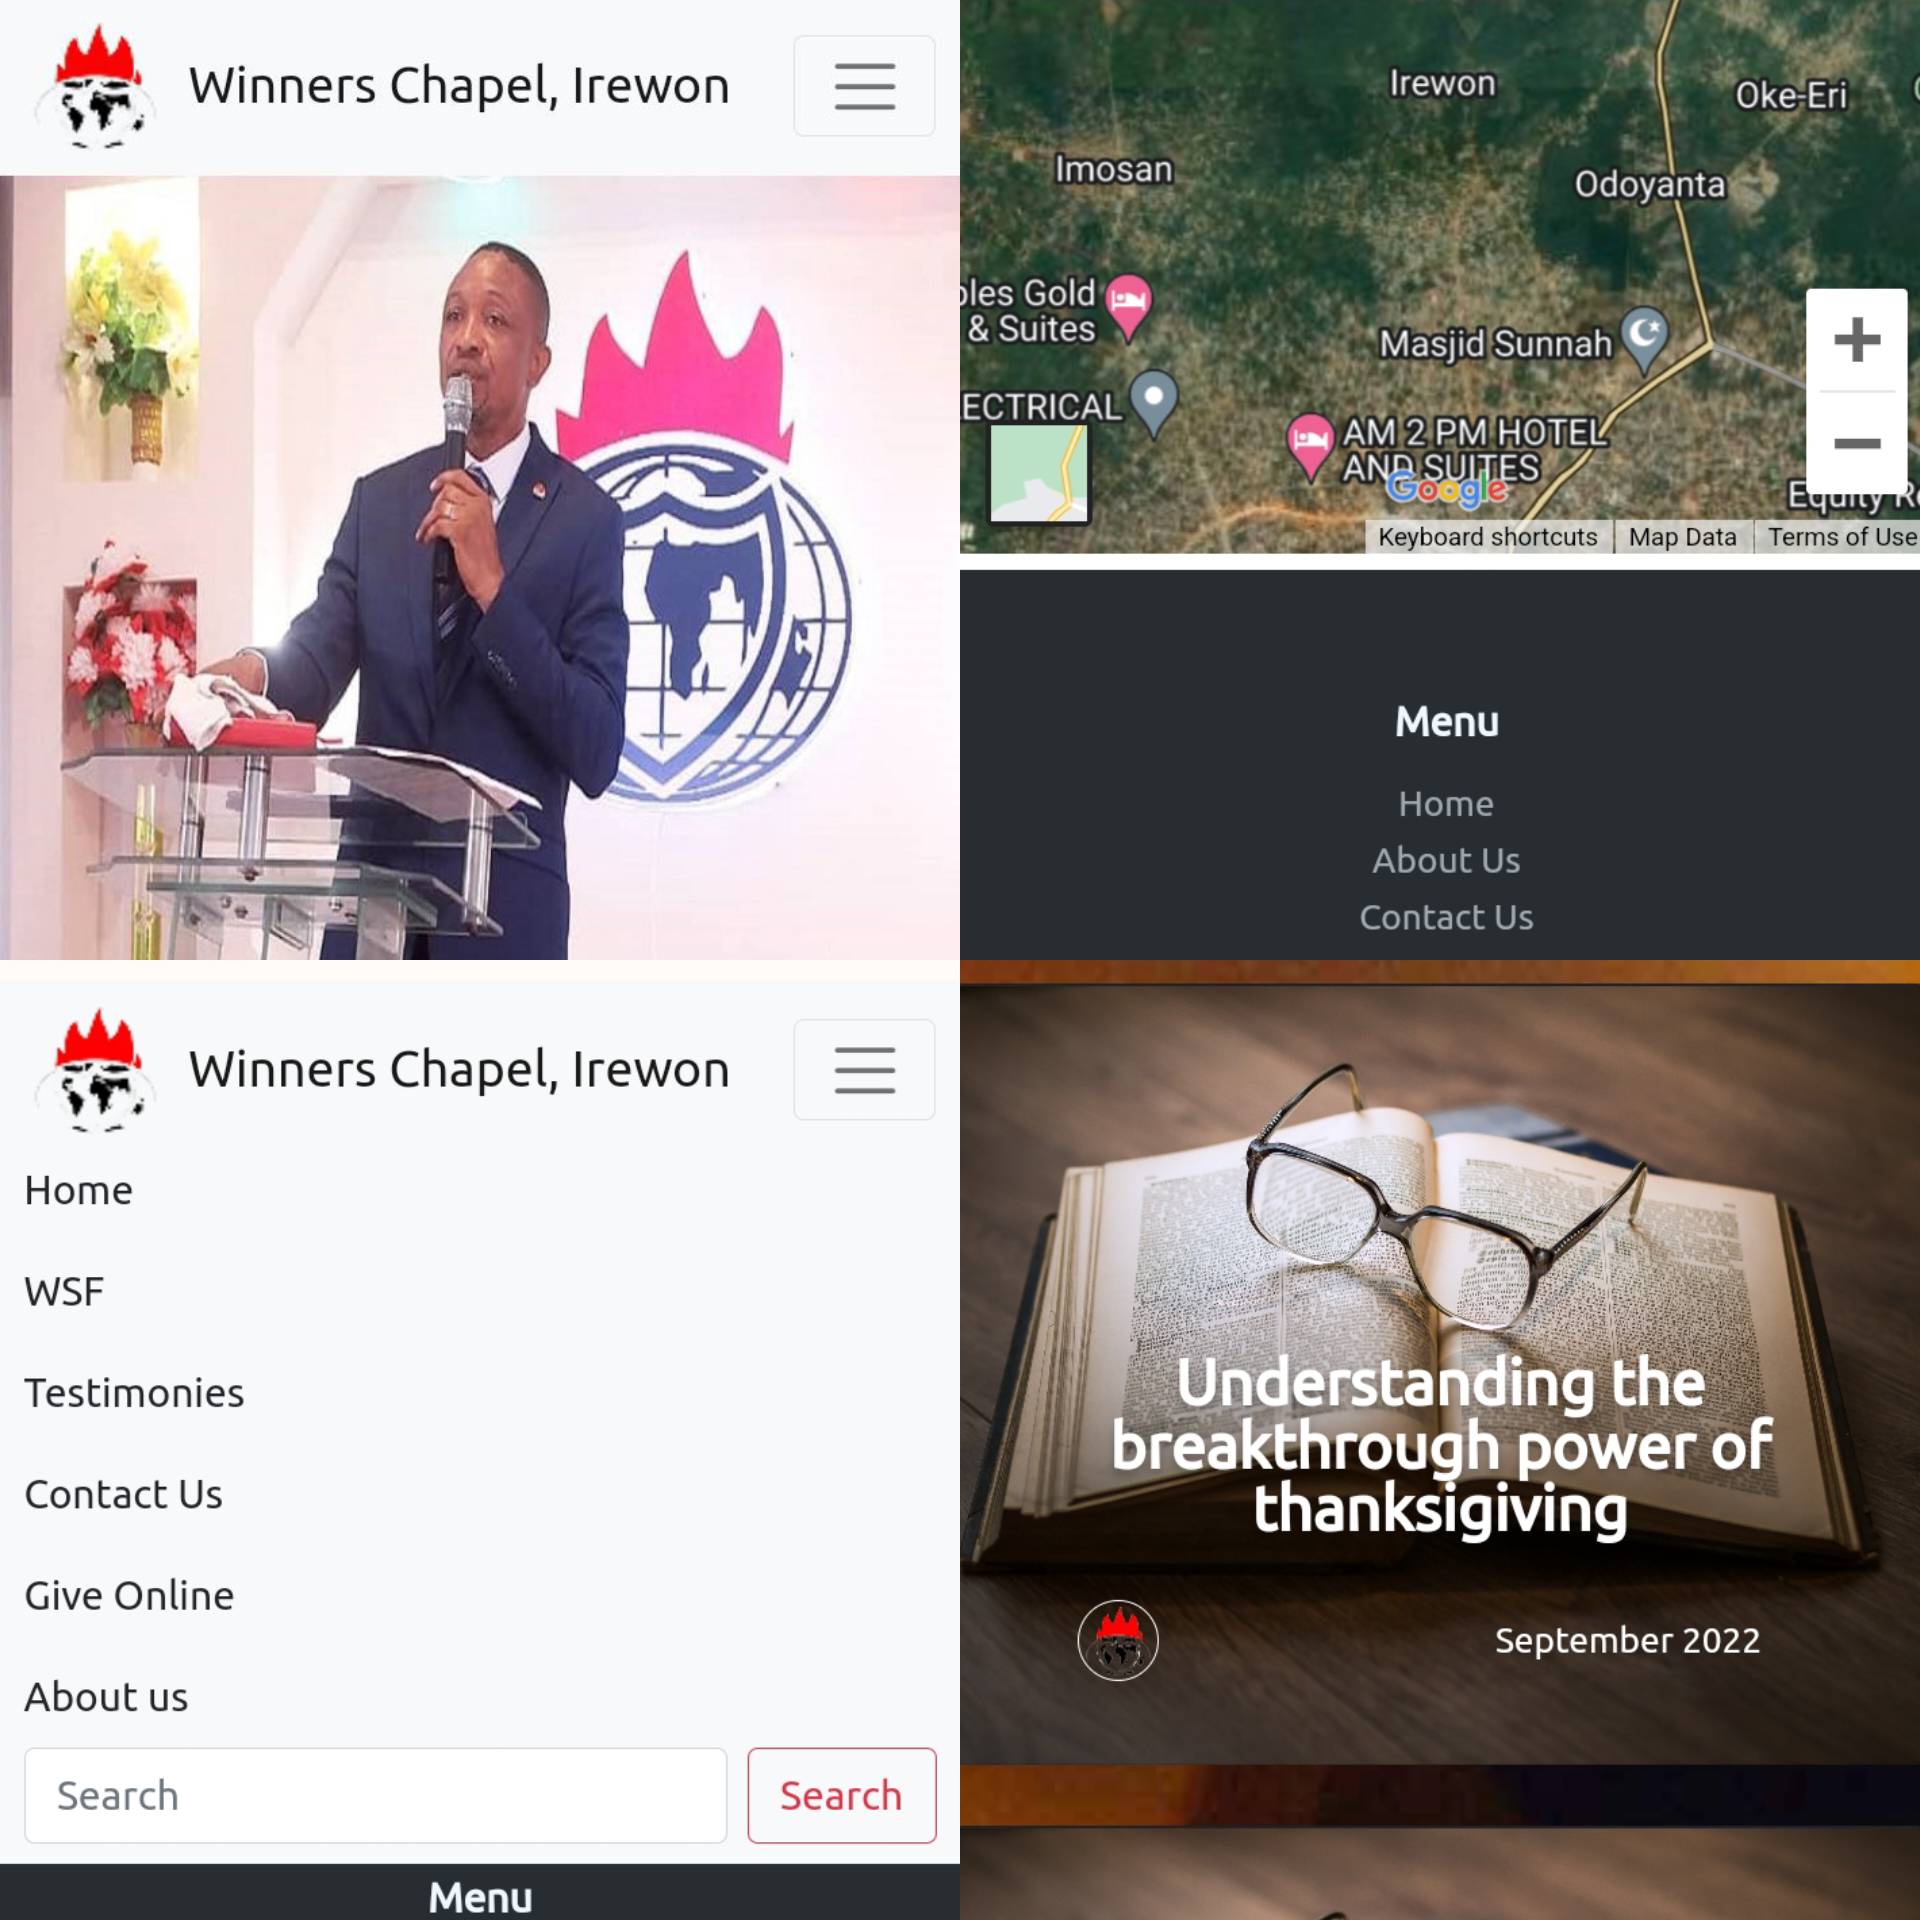 Winners Chapel, Irewon
Irewon
Oke-Eri
Imosan
Odoyanta
oles Gold
& Suites
Masjid Sunnah
ECTRICAL
AM 2 PM HOTEL
AND SUITES
Google
Equity R
Keyboard shortcuts
Map Data
Terms of Use
Menu
Home
About Us
Contact Us
Winners Chapel, Irewon
Home
WSF
Testimonies
Contact Us
Give Online
About us
Search
Search
Menu
Understanding the
breakthrough power of
thanksigiving
September 2022